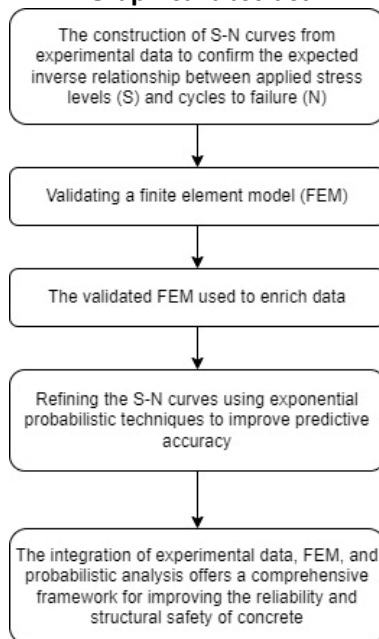 The construction of S-N curves from
experimental data to confirm the expected
inverse relationship between applied stress
levels (S) and cycles to failure (N)
Validating a finite element model (FEM)
The validated FEM used to enrich data
Refining the S-N curves using exponential
probabilistic techniques to improve predictive
accuracy
The integration of experimental data, FEM, and
probabilistic analysis offers a comprehensive
framework for improving the reliability and
structural safety of concrete